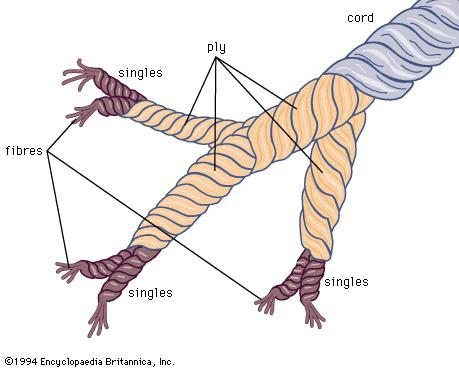 cord
ply
singles
fibres
singles
singles
©1994 Encyclopaedia Britannica, Inc.